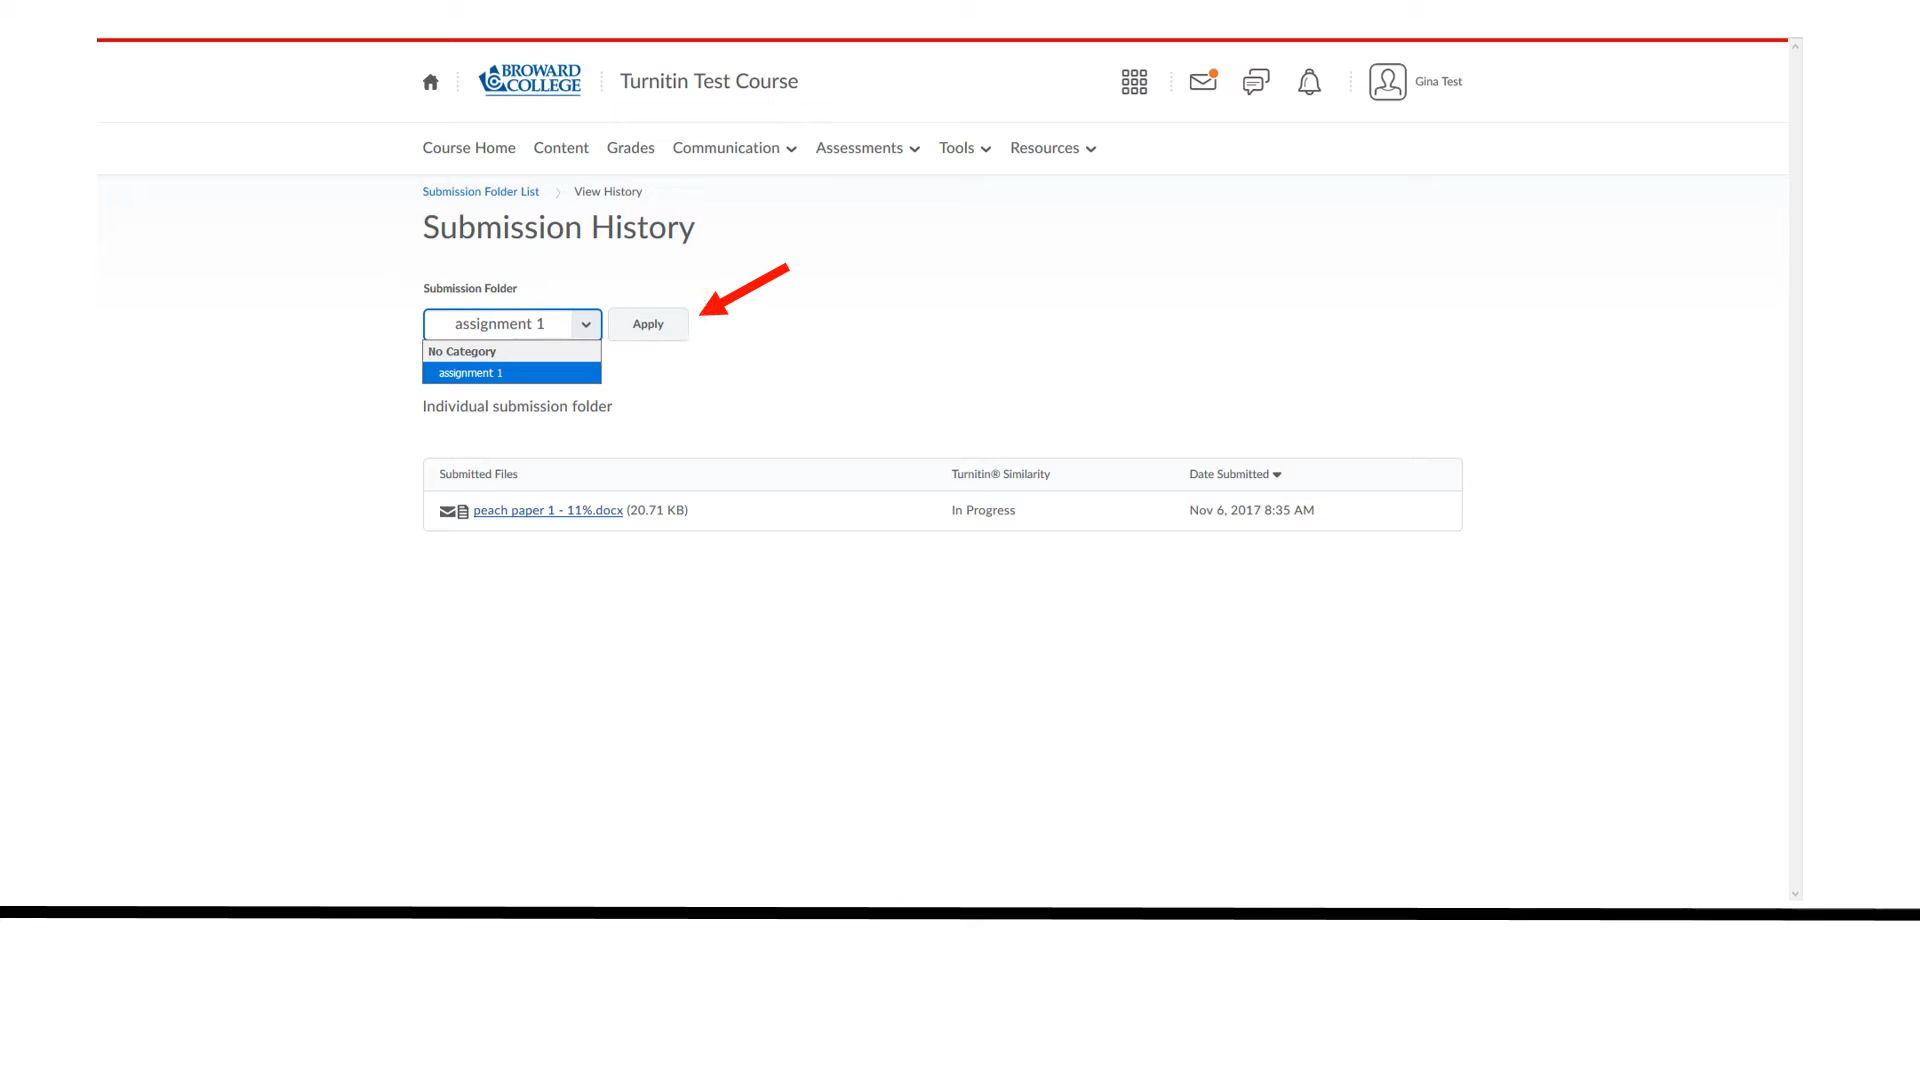 BROWARD
COLLEGE
Turnitin Test Course
Gina Test
Course Home Content Grades Communication Assessments Tools Resources
Submission Folder List View History
Submission History
Submission Folder
assignment 1 Apply
No Category
assignment 1
Individual submission folder
Submitted Files Turnitin® Similarity Date Submitted
peach paper 1 - 11%.docx (20.71 KB) In Progress Nov 6, 2017 8:35 AM